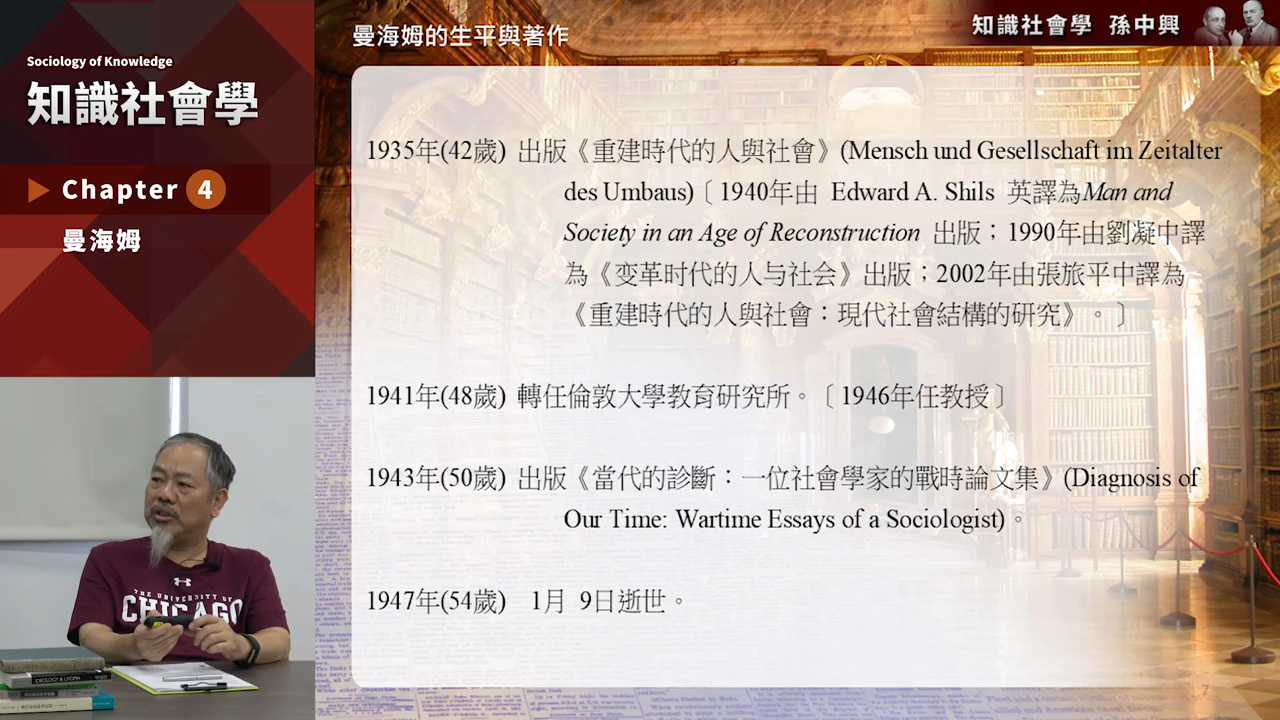 Sociology of Knowledge
知識社會學
Chapter 4
曼海姆
曼海姆的生平與著作
知識社會學 孫中興
1935年(42歲) 出版《重建時代的人與社會》(Mensch und Gesellschaft im Zeitalter
des Umbaus)〔1940年由 Edward A. Shils 英譯為Man and
Society in an Age of Reconstruction 出版；1990年由劉凝中譯
為《变革时代的人与社会》出版；2002年由張旅平中譯為
《重建時代的人與社會：現代社會結構的研究》。〕
1941年(48歲) 轉任倫敦大學教育研究所。〔1946年任教授〕
1943年(50歲) 出版《當代的診斷：一位社會學家的戰時論文集》(Diagnosis of
Our Time: Wartime Essays of a Sociologist)。
1947年(54歲) 1月 9日逝世。
THE UNIVERSITY OF
CHICAGO
IDEOLOGY & UTOPIA
7